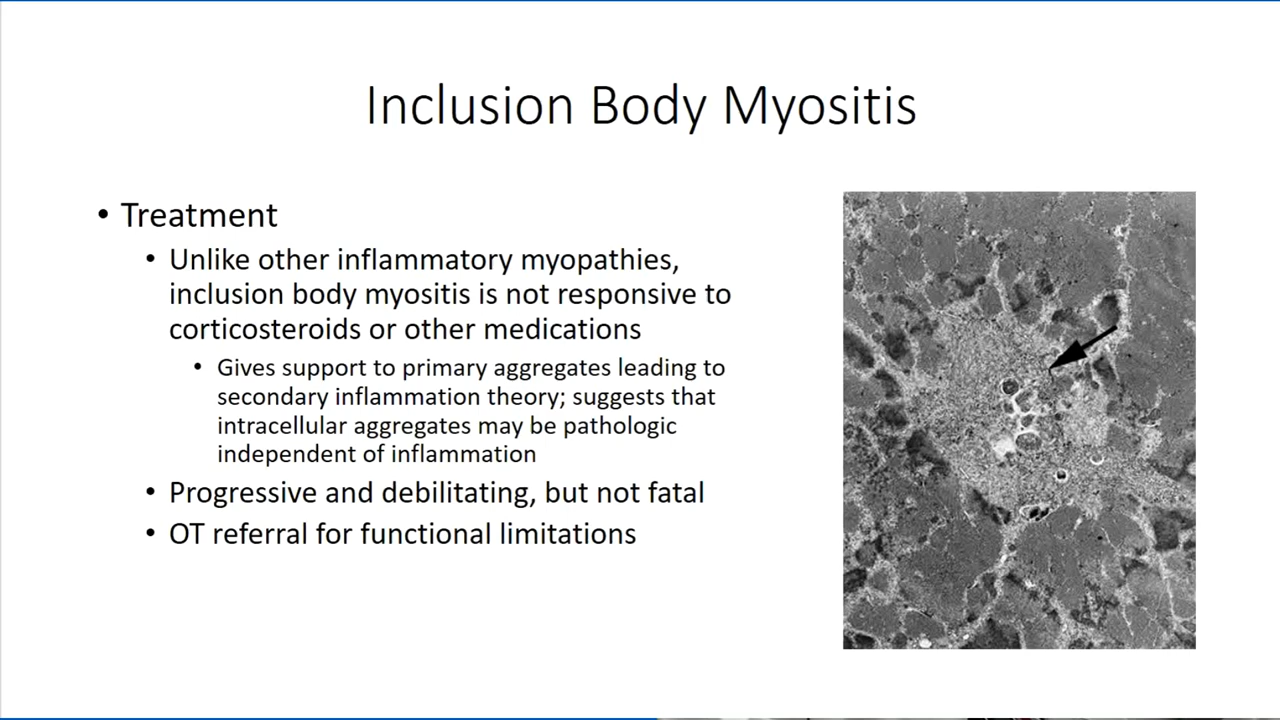 Inclusion Body Myositis
• Treatment
• Unlike other inflammatory myopathies,
inclusion body myositis is not responsive to
corticosteroids or other medications
• Gives support to primary aggregates leading to
secondary inflammation theory; suggests that
intracellular aggregates may be pathologic
independent of inflammation
• Progressive and debilitating, but not fatal
• OT referral for functional limitations